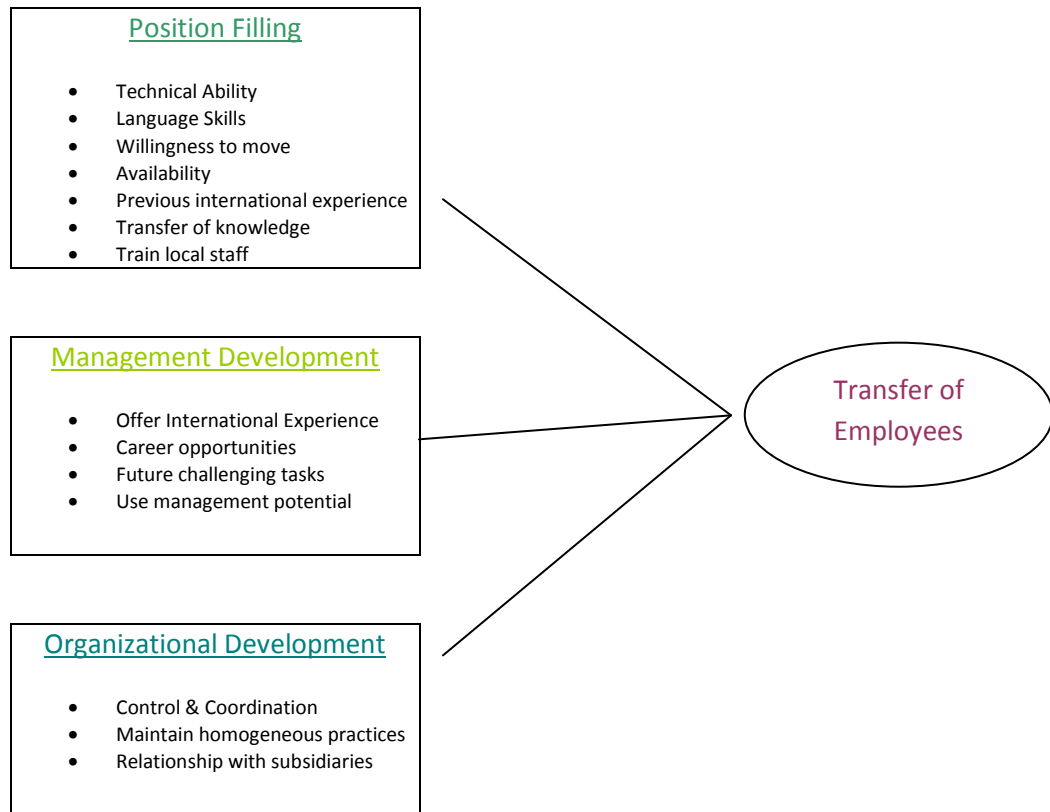 Position Filling
• Technical Ability
• Language Skills
• Willingness to move
• Availability
• Previous international experience
• Transfer of knowledge
• Train local staff
Management Development
• Offer International Experience
• Career opportunities
• Future challenging tasks
• Use management potential
Transfer of
Employees
Organizational Development
• Control & Coordination
• Maintain homogeneous practices
• Relationship with subsidiaries